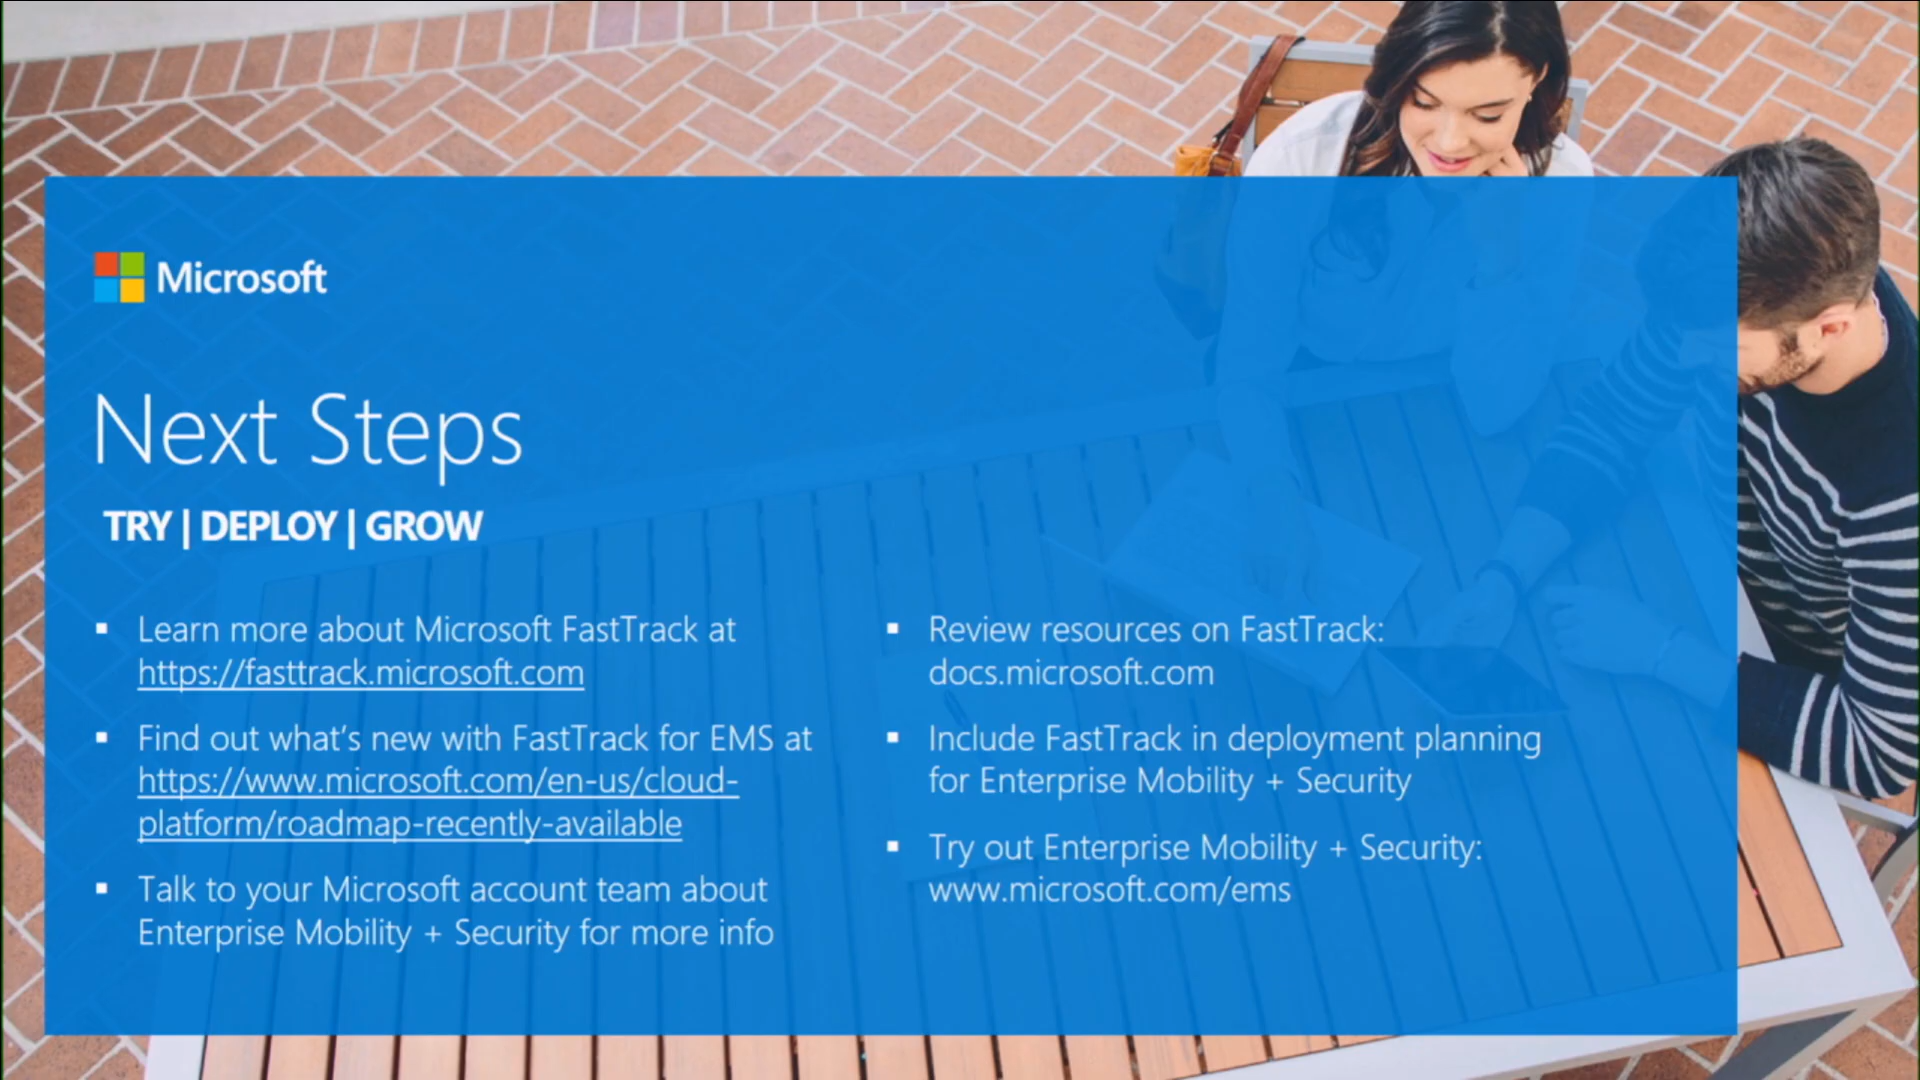 Microsoft
Next Steps
TRY | DEPLOY | GROW
▪ Learn more about Microsoft FastTrack at
https://fasttrack.microsoft.com
▪ Find out what's new with FastTrack for EMS at
https://www.microsoft.com/en-us/cloud-
platform/roadmap-recently-available
▪ Talk to your Microsoft account team about
Enterprise Mobility + Security for more info
▪ Review resources on FastTrack:
docs.microsoft.com
▪ Include FastTrack in deployment planning
for Enterprise Mobility + Security
▪ Try out Enterprise Mobility + Security:
www.microsoft.com/ems